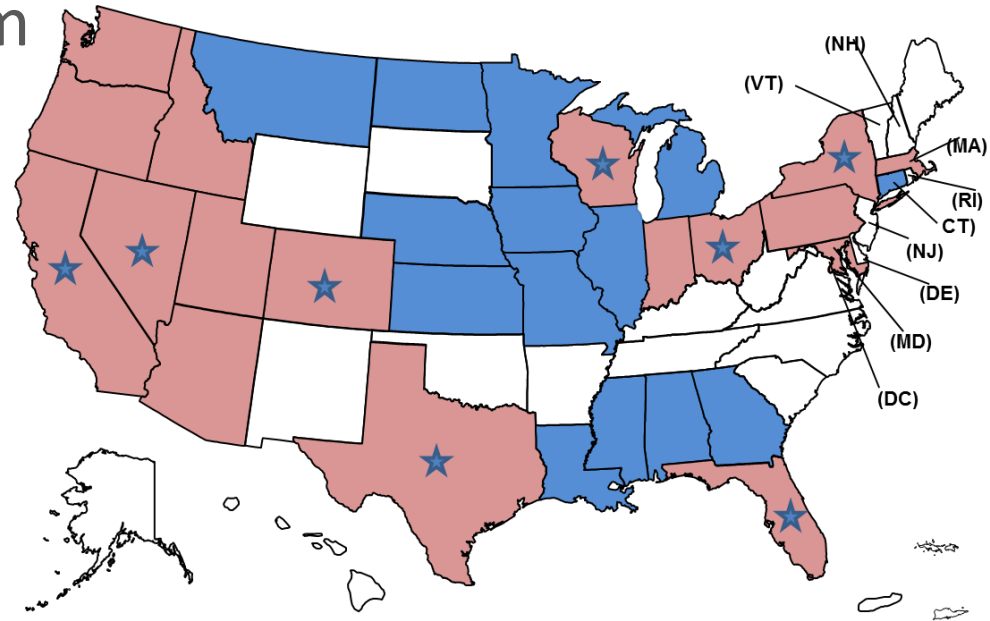 m
(NH)
(VT)
(MA)
(RI)
CT)
(NJ)
(DE)
(MD)
(DC)